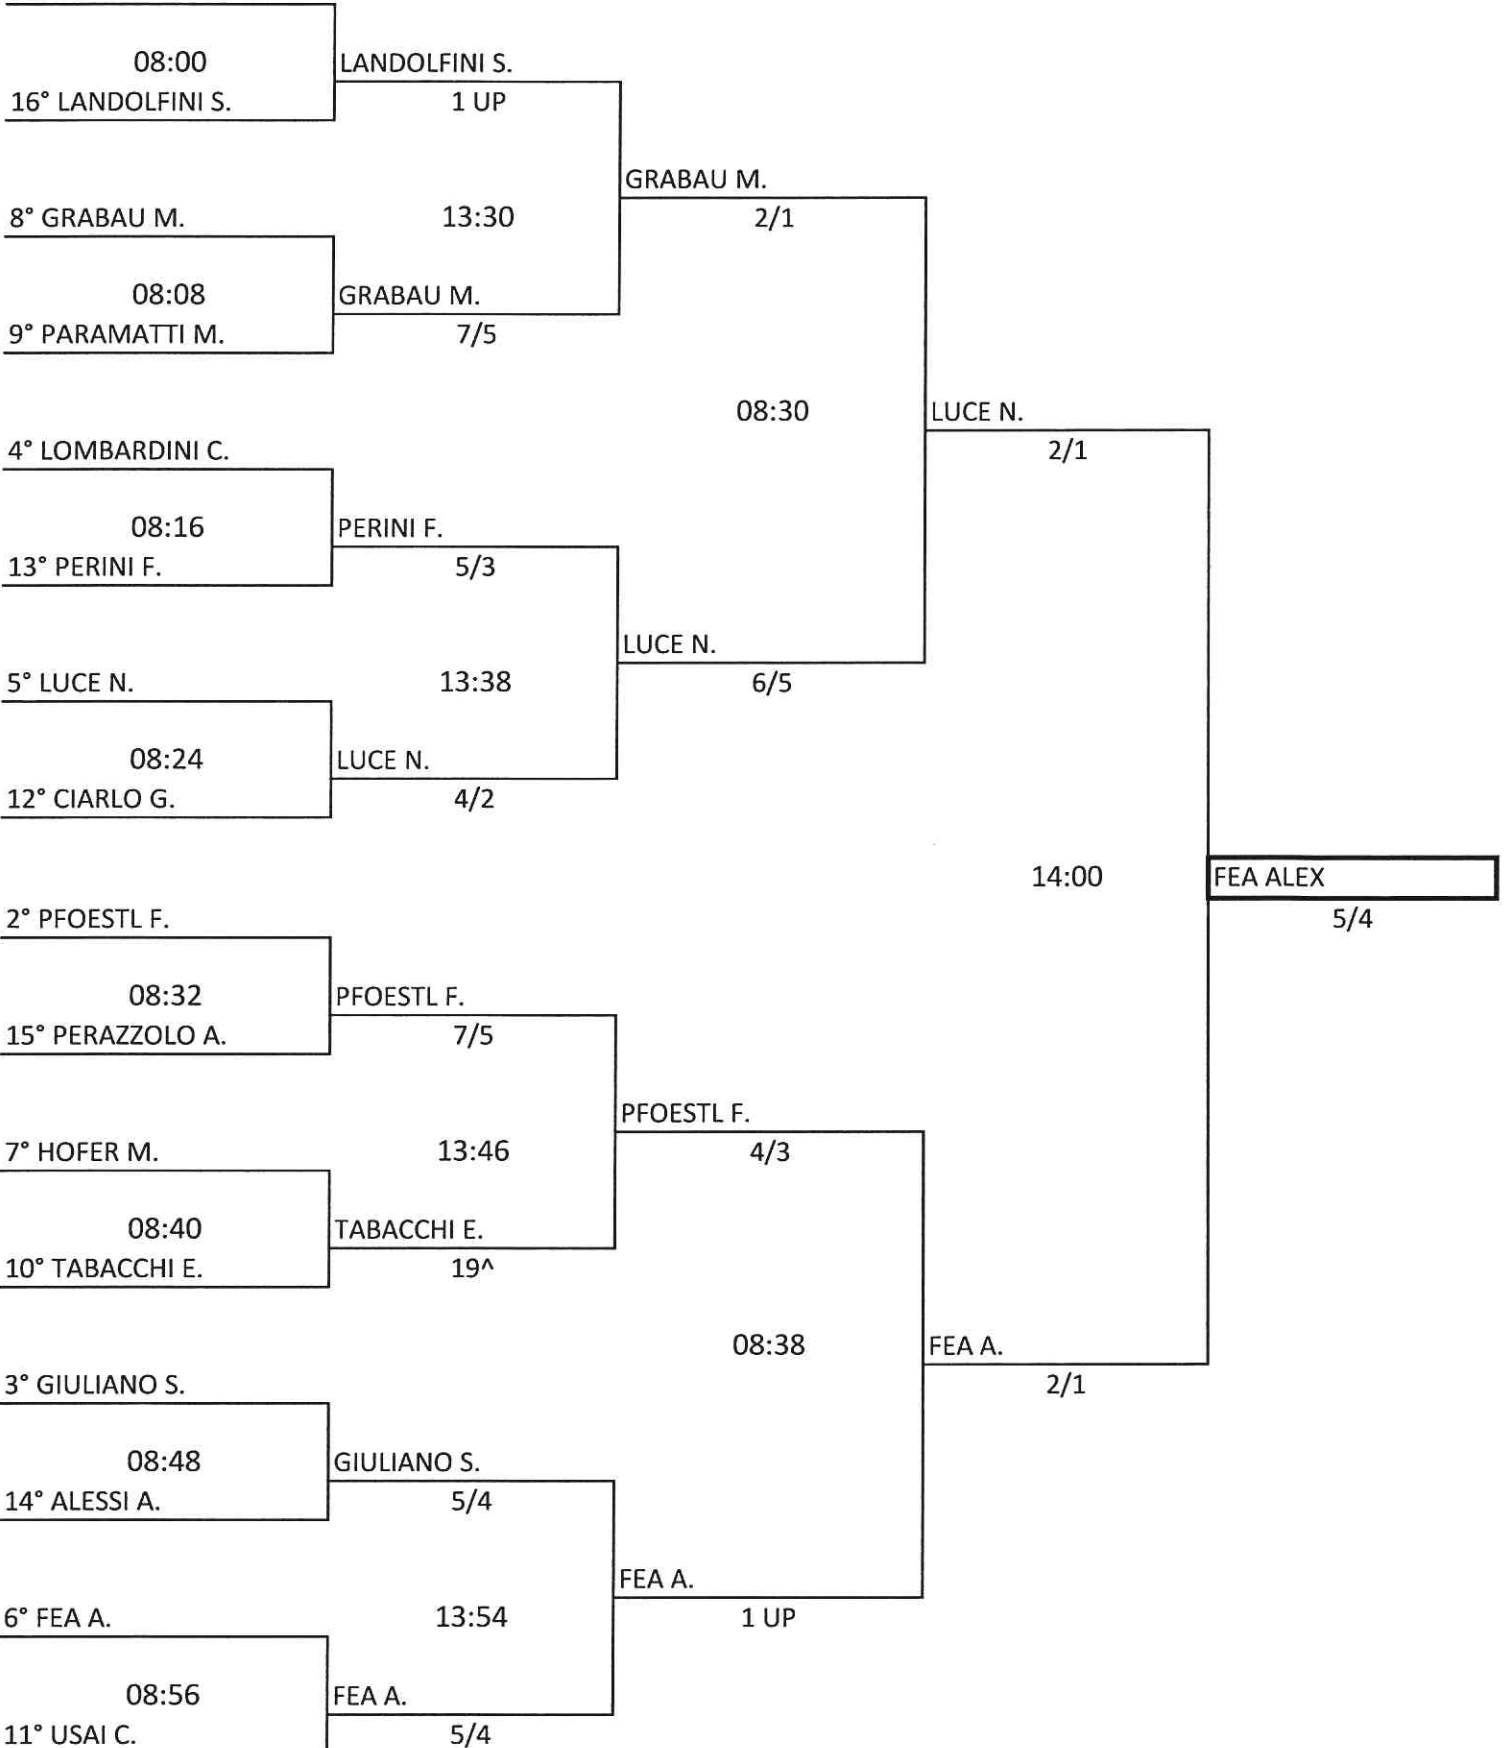 08:00
LANDOLFINI S.
16° LANDOLFINI S.
1 UP
GRABAU M.
8° GRABAU M.
13:30
2/1
08:08
GRABAU M.
9° PARAMATTI M.
7/5
08:30
LUCE N.
4° LOMBARDINI C.
2/1
08:16
PERINI F.
13° PERINI F.
5/3
LUCE N.
5° LUCE N.
13:38
6/5
08:24
LUCE N.
12° CIARLO G.
4/2
14:00
FEA ALEX
2° PFOESTL F.
5/4
08:32
PFOESTL F.
15° PERAZZOLO A.
7/5
PFOESTL F.
7° HOFER M.
13:46
4/3
08:40
TABACCHI E.
10° TABACCHI E.
19^
08:38
FEA A.
3° GIULIANO S.
2/1
08:48
GIULIANO S.
14° ALESSI A.
5/4
FEA A.
6° FEA A.
13:54
1 UP
08:56
FEA A.
11° USAI C.
5/4